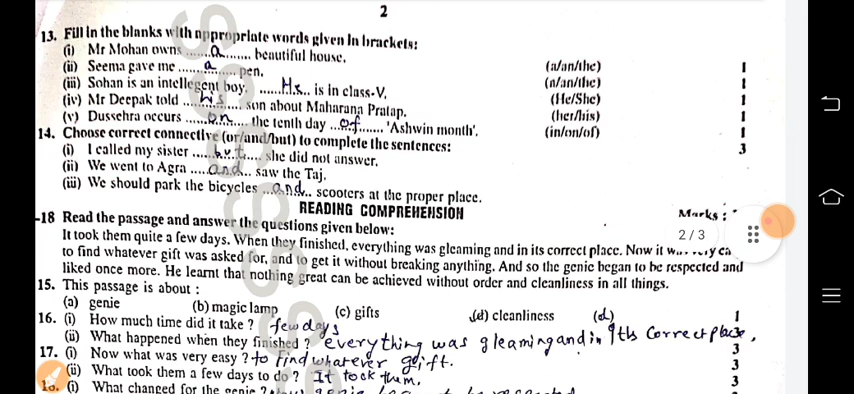 2
13. Fill in the blanks with appropriate words given in brackets:
(i) Mr Mohan owns .......a........ beautiful house. (a/an/the) 1
(ii) Seema gave me .......a....... pen. (a/an/the) 1
(iii) Sohan is an intellegent boy. ......He... is in class-V. (He/She) 1
(iv) Mr Deepak told .......his...... son about Maharana Pratap. (her/his) 1
(v) Dussehra occurs ......on.... the tenth day ...of....... 'Ashwin month'. (in/on/of) 1
14. Choose correct connective (or/and/but) to complete the sentences: 3
(i) I called my sister .....but.... she did not answer.
(ii) We went to Agra .....and.. saw the Taj.
(iii) We should park the bicycles ...and.. scooters at the proper place.
READING COMPREHENSION Marks :
-18 Read the passage and answer the questions given below: 2/3
It took them quite a few days. When they finished, everything was gleaming and in its correct place. Now it
to find whatever gift was asked for, and to get it without breaking anything. And so the genie began to be respected and
liked once more. He learnt that nothing great can be achieved without order and cleanliness in all things.
15. This passage is about :
(a) genie (b) magic lamp (c) gifts (d) cleanliness (d) 1
16. (i) How much time did it take ? few days
(ii) What happened when they finished ? everything was gleaming and in Its correct place. 3
17. (i) Now what was very easy ? to find whatever gift. 3
(ii) What took them a few days to do ? It took them. 3
(i) What changed for the genie ? 3